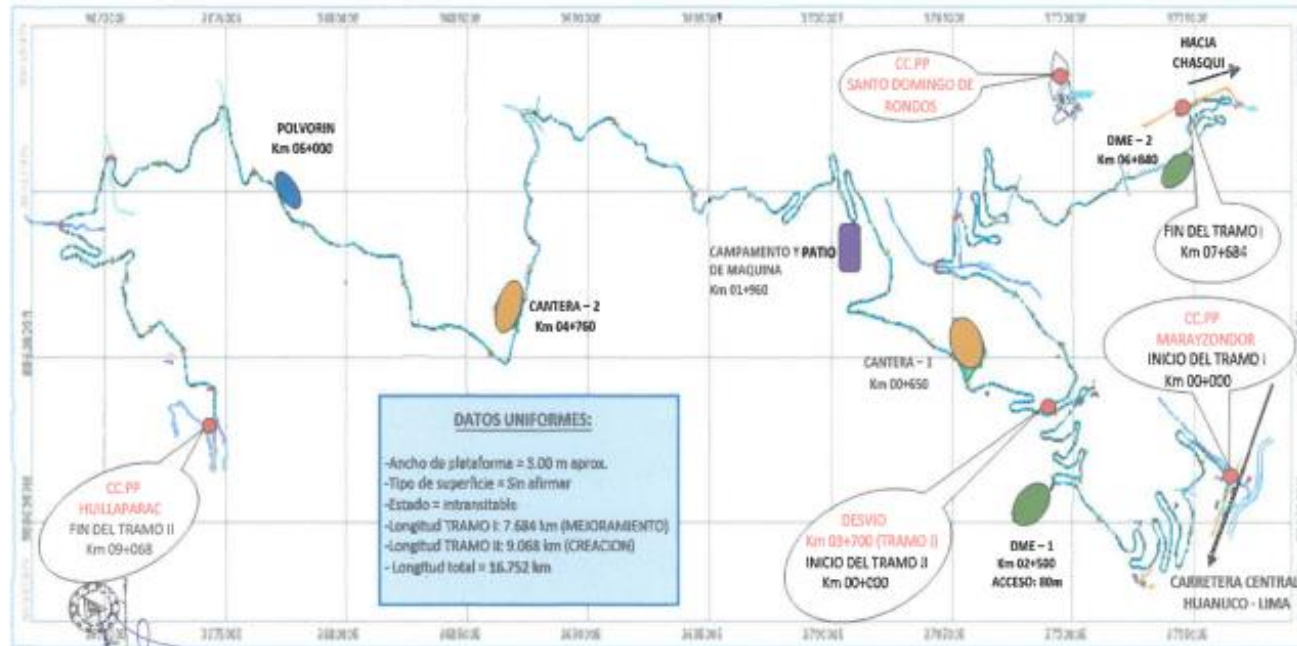 HACIA
CHASQUI
CC.PP
SANTO DOMINGO DE
RONDOS
POLVORIN
Km 06+000
DME – 2
Km 06+840
FIN DEL TRAMO I
Km 07+684
CAMPAMENTO Y PATIO
DE MAQUINA
Km 01+960
CANTERA – 2
Km 04+760
CC.PP
MARAYZONDOR
INICIO DEL TRAMO I
Km 00+000
CANTERA – 1
Km 00+650
DATOS UNIFORMES:
-Ancho de plataforma = 3.00 m aprox.
-Tipo de superficie = Sin afirmar
-Estado = intransitable
-Longitud TRAMO I: 7.684 km (MEJORAMIENTO)
-Longitud TRAMO II: 9.068 km (CREACION)
- Longitud total = 16.752 km
CC.PP
HUILLAPARAC
FIN DEL TRAMO II
Km 09+068
DESVIO
Km 03+700 (TRAMO I)
INICIO DEL TRAMO II
Km 00+000
DME – 1
Km 02+500
ACCESO: 80m
CARRETERA CENTRAL
HUANUCO - LIMA